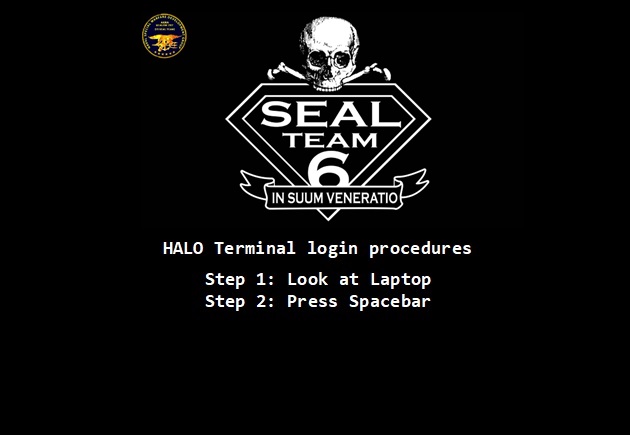 SEAL
TEAM
6
IN SUUM VENERATIO
HALO Terminal login procedures
Step 1: Look at Laptop
Step 2: Press Spacebar